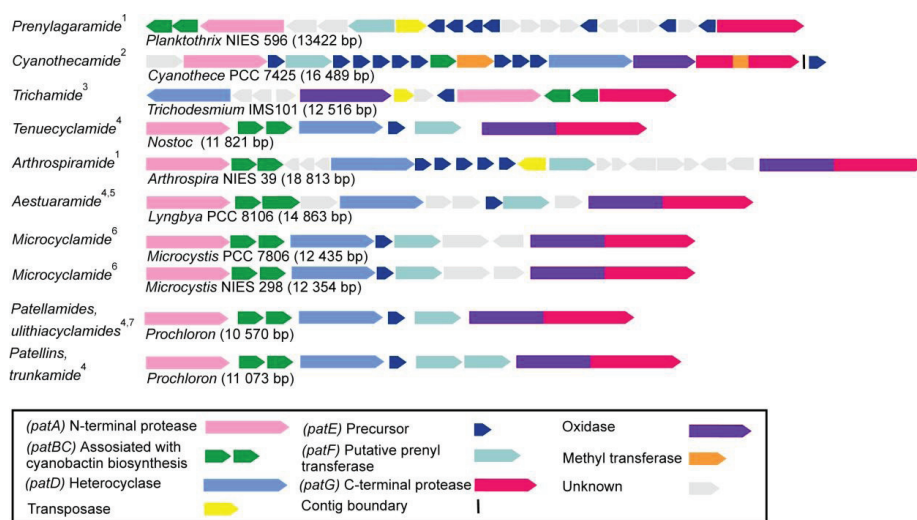 Prenylagaramide1
Planktothrix NIES 596 (13422 bp)
Cyanothecamide2
Cyanothece PCC 7425 (16 489 bp)
Trichamide3
Trichodesmium IMS101 (12 516 bp)
Tenuecyclamide4
Nostoc (11 821 bp)
Arthrospiramide1
Arthrospira NIES 39 (18 813 bp)
Aestuaramide4,5
Lyngbya PCC 8106 (14 863 bp)
Microcyclamide6
Microcystis PCC 7806 (12 435 bp)
Microcyclamide6
Microcystis NIES 298 (12 354 bp)
Patellamides,
ulithiacyclamides4,7
Prochloron (10 570 bp)
Patellins,
trunkamide4
Prochloron (11 073 bp)
(patA) N-terminal protease
(patBC) Assosiated with
cyanobactin biosynthesis
(patD) Heterocyclase
Transposase
(patE) Precursor
(patF) Putative prenyl
transferase
(patG) C-terminal protease
Contig boundary
Oxidase
Methyl transferase
Unknown